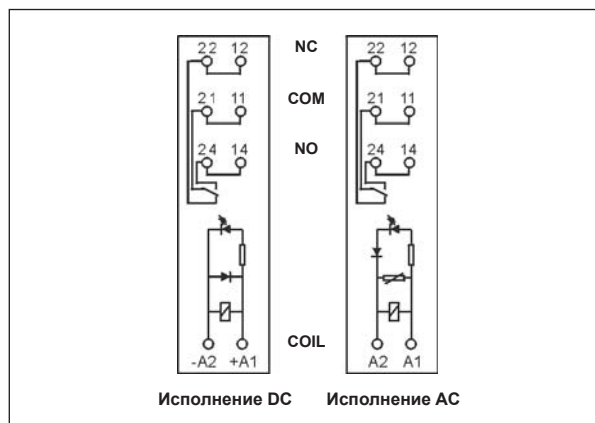 22 12 NC 22 12
21 11 COM 21 11
24 14 NO 24 14
COIL
-A2 +A1 A2 A1
Исполнение DC Исполнение AC